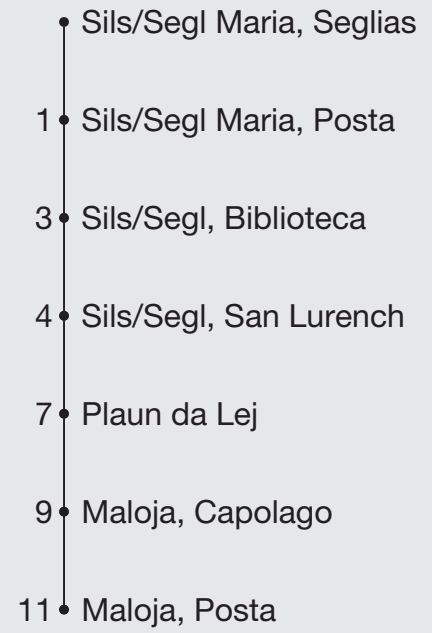 Sils/Segl Maria, Seglias
1 Sils/Segl Maria, Posta
3 Sils/Segl, Biblioteca
4 Sils/Segl, San Lurench
7 Plaun da Lej
9 Maloja, Capolago
11 Maloja, Posta